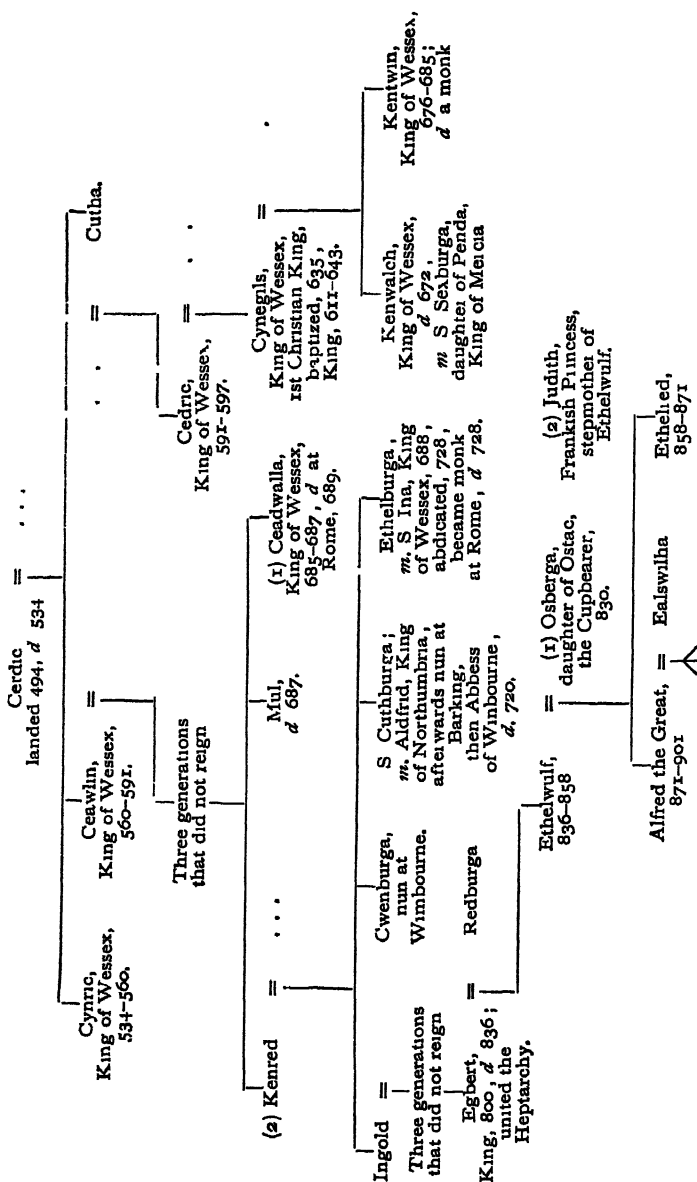 Cerdic = ...
landed 494, d 534
Cynric,
King of Wessex,
534–560.
Ceawlin,
King of Wessex,
560–591.
=
Cutha.
. . =
Three generations
that did not reign
Cedric,
King of Wessex,
591–597.
= . .
(2) Kenred = ...
Mul,
d 687.
(1) Ceadwalla,
King of Wessex,
685–687, d at
Rome, 689.
Cynegils,
King of Wessex,
1st Christian King,
baptized, 635,
King, 611–643.
= .
Ingold
=
Three generations
that did not reign
Cwenburga,
nun at
Wimbourne.
S Cuthburga;
m. Aldfrid, King
of Northumbria,
afterwards nun at
Barking,
then Abbess
of Winbourne,
d. 720.
Ethelburga,
m. S Ina, King
of Wessex, 688,
abdicated, 728,
became monk
at Rome, d 728.
Kenwalch,
King of Wessex,
d 672,
m S Sexburga,
daughter of Penda,
King of Mercia
Kentwin,
King of Wessex,
676–685;
d a monk
Egbert,
King, 800, d 836;
united the
Heptarchy.
=
Redburga
Ethelwulf,
836–858
=
(1) Osberga,
daughter of Ostac,
the Cupbearer,
830.
(2) Judith,
Frankish Princess,
stepmother of
Ethelwulf.
Alfred the Great,
871–901
=
Ealswitha
Ethelred,
858–871